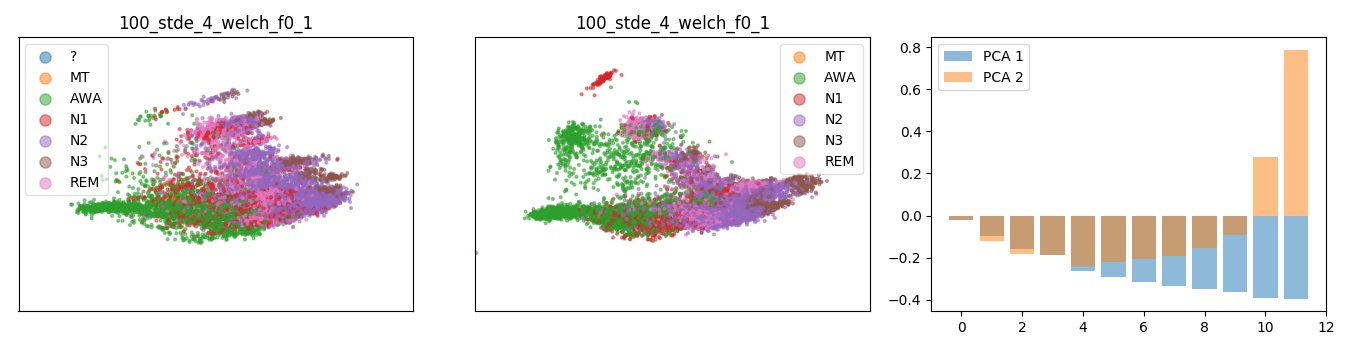 100_stde_4_welch_f0_1
?
MT
AWA
N1
N2
N3
REM
100_stde_4_welch_f0_1
MT
AWA
N1
N2
N3
REM
PCA 1
PCA 2
0.8
0.6
0.4
0.2
0.0
−0.2
−0.4
0 2 4 6 8 10 12